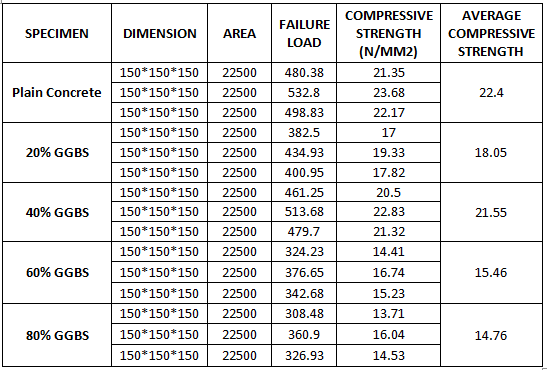 SPECIMEN DIMENSION AREA FAILURE LOAD COMPRESSIVE STRENGTH (N/MM2) AVERAGE COMPRESSIVE STRENGTH
Plain Concrete 150*150*150 22500 480.38 21.35 22.4
150*150*150 22500 532.8 23.68
150*150*150 22500 498.83 22.17
20% GGBS 150*150*150 22500 382.5 17 18.05
150*150*150 22500 434.93 19.33
150*150*150 22500 400.95 17.82
40% GGBS 150*150*150 22500 461.25 20.5 21.55
150*150*150 22500 513.68 22.83
150*150*150 22500 479.7 21.32
60% GGBS 150*150*150 22500 324.23 14.41 15.46
150*150*150 22500 376.65 16.74
150*150*150 22500 342.68 15.23
80% GGBS 150*150*150 22500 308.48 13.71 14.76
150*150*150 22500 360.9 16.04
150*150*150 22500 326.93 14.53